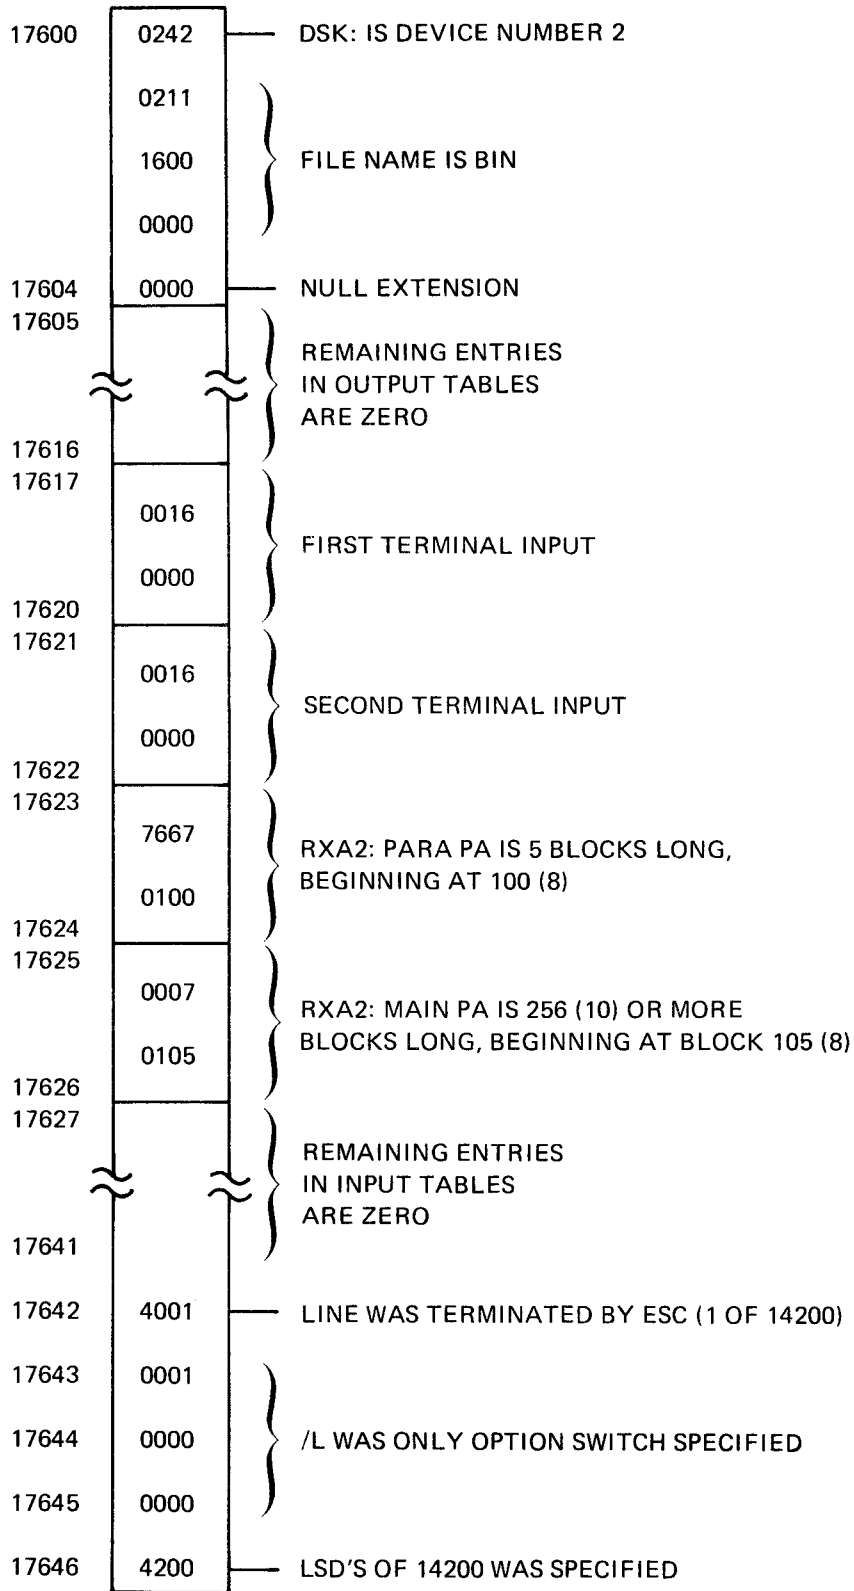 17600 0242 DSK: IS DEVICE NUMBER 2
0211
1600 FILE NAME IS BIN
0000
17604 0000 NULL EXTENSION
17605
REMAINING ENTRIES
IN OUTPUT TABLES
ARE ZERO
17616
17617
0016
FIRST TERMINAL INPUT
0000
17620
17621
0016
SECOND TERMINAL INPUT
0000
17622
17623
7667
RXA2: PARA PA IS 5 BLOCKS LONG,
BEGINNING AT 100 (8)
0100
17624
17625
0007
RXA2: MAIN PA IS 256 (10) OR MORE
BLOCKS LONG, BEGINNING AT BLOCK 105 (8)
0105
17626
17627
REMAINING ENTRIES
IN INPUT TABLES
ARE ZERO
17641
17642 4001 LINE WAS TERMINATED BY ESC (1 OF 14200)
17643 0001
17644 0000 /L WAS ONLY OPTION SWITCH SPECIFIED
17645 0000
17646 4200 LSD'S OF 14200 WAS SPECIFIED